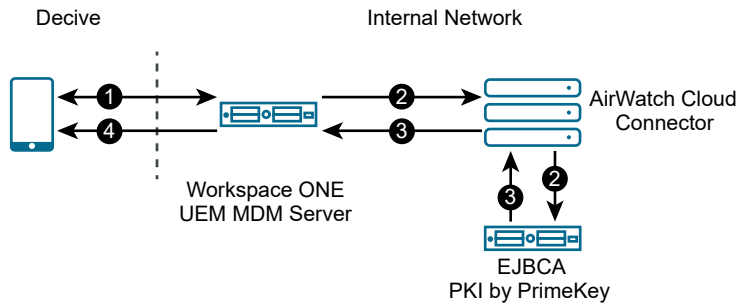 Decive
Internal Network
1
2
4
3
AirWatch Cloud
Connector
Workspace ONE
UEM MDM Server
3
2
EJBCA
PKI by PrimeKey